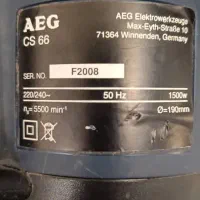 AEG
CS 66
AEG Elektrowerkzeuge
Max-Eyth-Straße 10
71364 Winnenden, Germany
SER. NO. F2008
220/240~ 50 Hz 1500w
n₀= 5500 min⁻¹ Ø=190mm